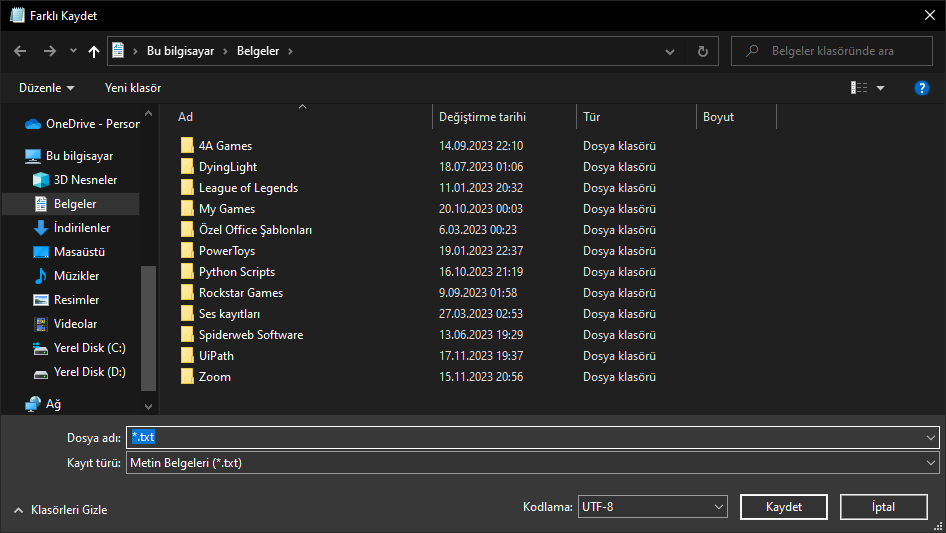 Farklı Kaydet
Bu bilgisayar
Belgeler
Belgeler klasöründe ara
Düzenle
Yeni klasör
?
OneDrive - Person
Bu bilgisayar
3D Nesneler
Belgeler
İndirilenler
Masaüstü
Müzikler
Resimler
Videolar
Yerel Disk (C:)
Yerel Disk (D:)
Ağ
Ad Değiştirme tarihi Tür Boyut
4A Games 14.09.2023 22:10 Dosya klasörü
DyingLight 18.07.2023 01:06 Dosya klasörü
League of Legends 11.01.2023 20:32 Dosya klasörü
My Games 20.10.2023 00:03 Dosya klasörü
Özel Office Şablonları 6.03.2023 00:23 Dosya klasörü
PowerToys 19.01.2023 22:37 Dosya klasörü
Python Scripts 16.10.2023 21:19 Dosya klasörü
Rockstar Games 9.09.2023 01:58 Dosya klasörü
Ses kayıtları 27.03.2023 02:53 Dosya klasörü
Spiderweb Software 13.06.2023 19:29 Dosya klasörü
UiPath 17.11.2023 19:37 Dosya klasörü
Zoom 15.11.2023 20:56 Dosya klasörü
Dosya adı: *.txt
Kayıt türü: Metin Belgeleri (*.txt)
Klasörleri Gizle
Kodlama: UTF-8
Kaydet
İptal